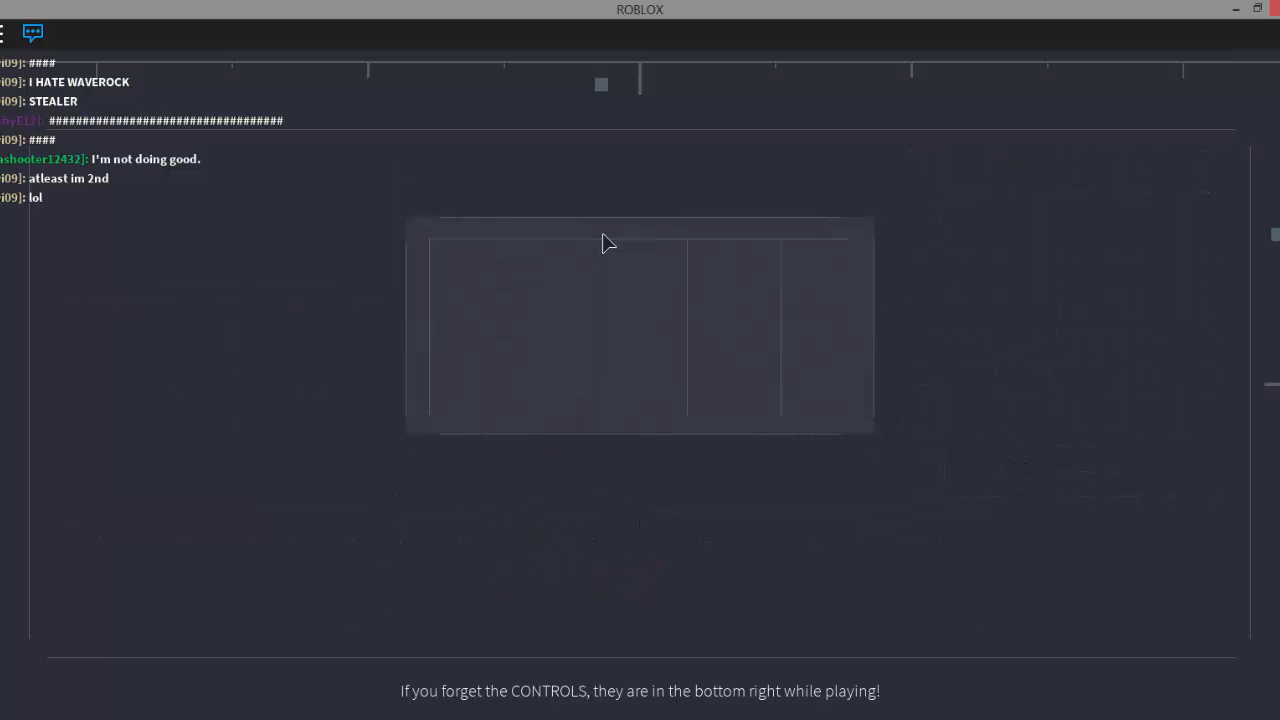 ROBLOX
i09]: ####
i09]: I HATE WAVEROCK
i09]: STEALER
byE12]: ###################################
i09]: ####
ashooter12432]: I'm not doing good.
i09]: atleast im 2nd
i09]: lol
If you forget the CONTROLS, they are in the bottom right while playing!